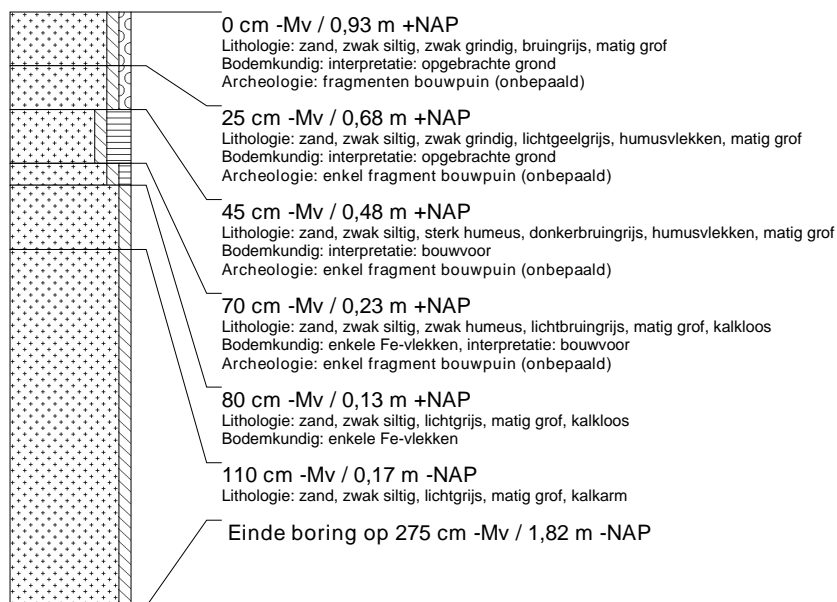 0 cm -Mv / 0,93 m +NAP
Lithologie: zand, zwak siltig, zwak grindig, bruingrijs, matig grof
Bodemkundig: interpretatie: opgebrachte grond
Archeologie: fragmenten bouwpuin (onbepaald)
25 cm -Mv / 0,68 m +NAP
Lithologie: zand, zwak siltig, zwak grindig, lichtgeelgrijs, humusvlekken, matig grof
Bodemkundig: interpretatie: opgebrachte grond
Archeologie: enkel fragment bouwpuin (onbepaald)
45 cm -Mv / 0,48 m +NAP
Lithologie: zand, zwak siltig, sterk humeus, donkerbruingrijs, humusvlekken, matig grof
Bodemkundig: interpretatie: bouwvoor
Archeologie: enkel fragment bouwpuin (onbepaald)
70 cm -Mv / 0,23 m +NAP
Lithologie: zand, zwak siltig, zwak humeus, lichtbruingrijs, matig grof, kalkloos
Bodemkundig: enkele Fe-vlekken, interpretatie: bouwvoor
Archeologie: enkel fragment bouwpuin (onbepaald)
80 cm -Mv / 0,13 m +NAP
Lithologie: zand, zwak siltig, lichtgrijs, matig grof, kalkloos
Bodemkundig: enkele Fe-vlekken
110 cm -Mv / 0,17 m -NAP
Lithologie: zand, zwak siltig, lichtgrijs, matig grof, kalkarm
Einde boring op 275 cm -Mv / 1,82 m -NAP